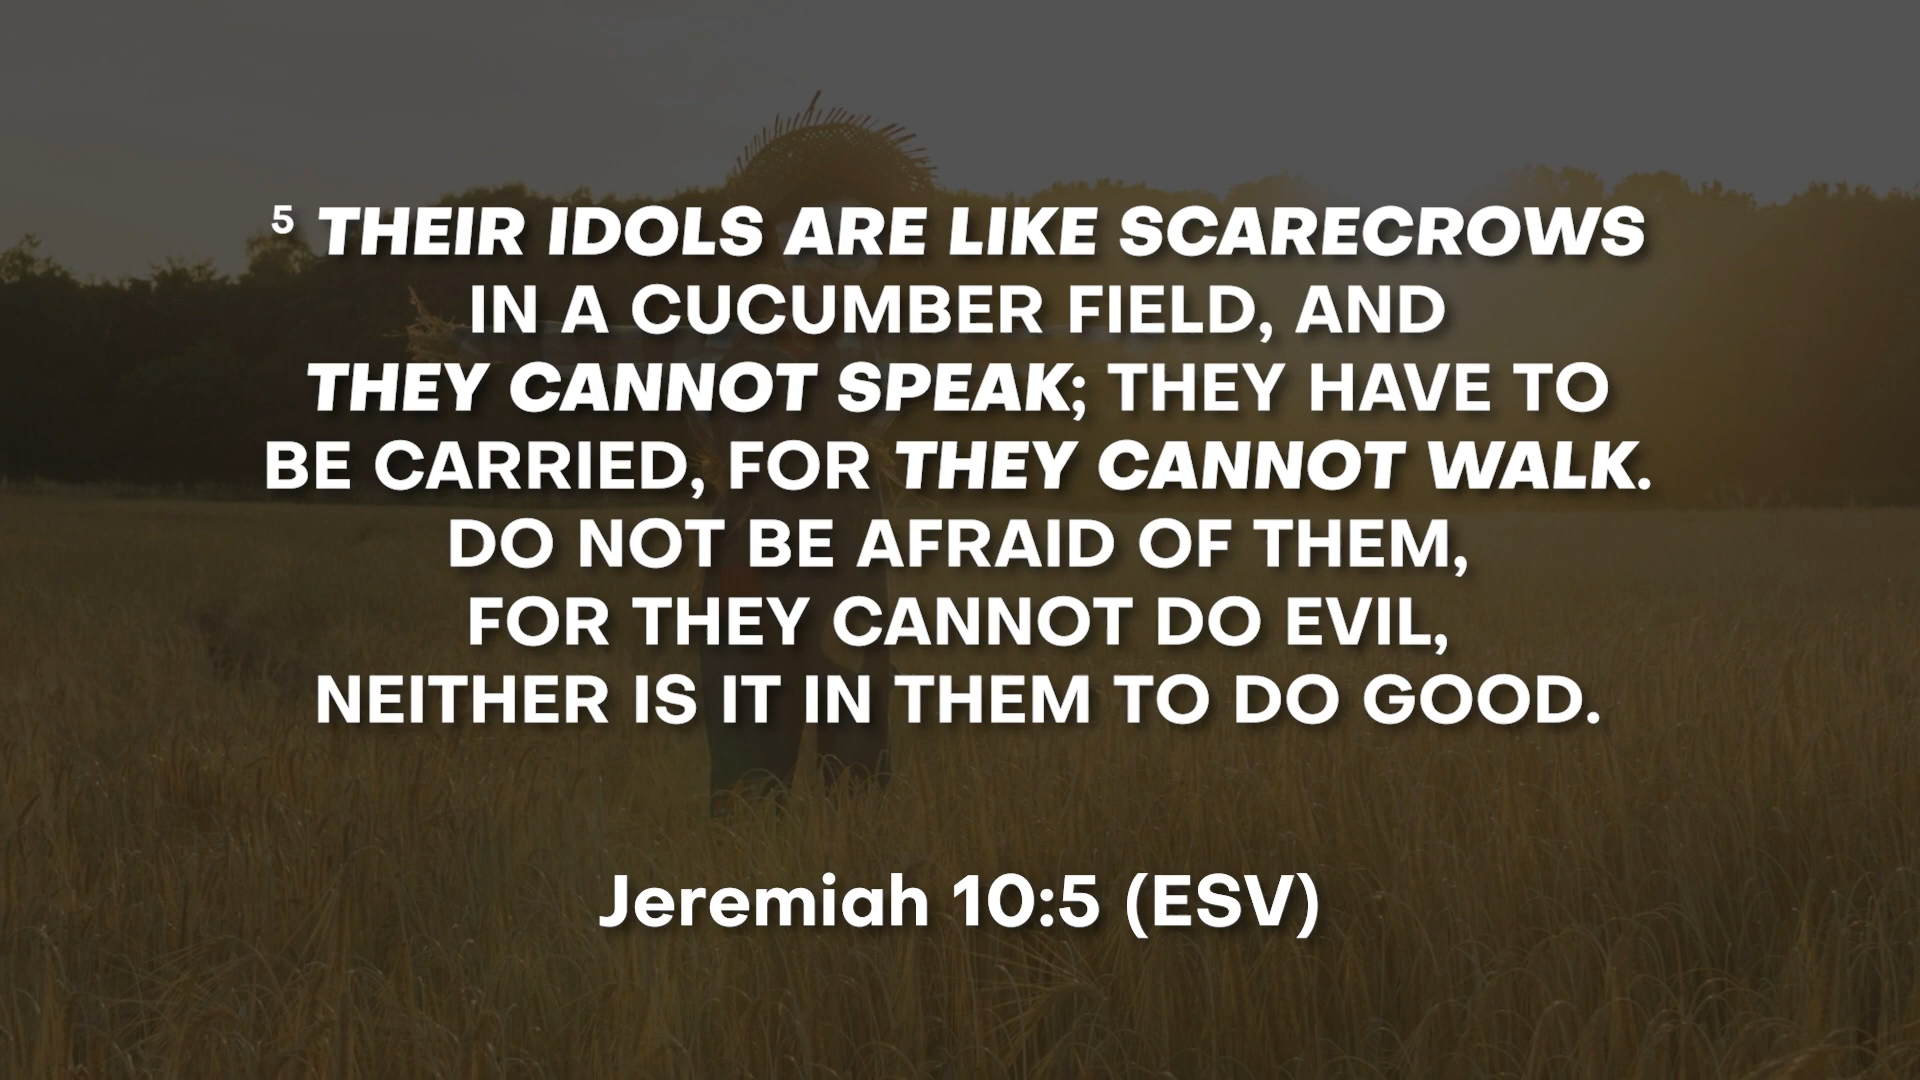 5 THEIR IDOLS ARE LIKE SCARECROWS
IN A CUCUMBER FIELD, AND
THEY CANNOT SPEAK; THEY HAVE TO
BE CARRIED, FOR THEY CANNOT WALK.
DO NOT BE AFRAID OF THEM,
FOR THEY CANNOT DO EVIL,
NEITHER IS IT IN THEM TO DO GOOD.
Jeremiah 10:5 (ESV)